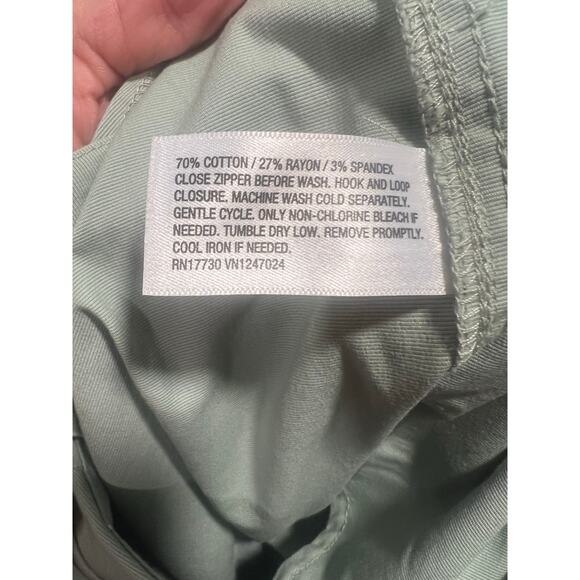 70% COTTON / 27% RAYON / 3% SPANDEX
CLOSE ZIPPER BEFORE WASH. HOOK AND LOOP
CLOSURE. MACHINE WASH COLD SEPARATELY.
GENTLE CYCLE. ONLY NON-CHLORINE BLEACH IF
NEEDED. TUMBLE DRY LOW. REMOVE PROMPTLY.
COOL IRON IF NEEDED.
RN17730 VN1247024